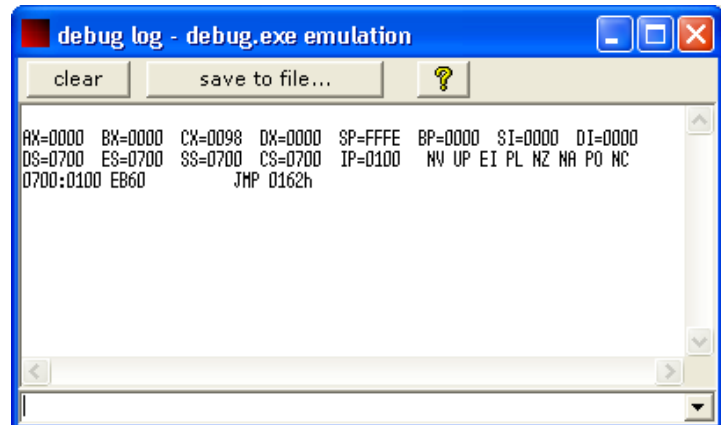 debug log - debug.exe emulation
clear save to file... ?
AX=0000 BX=0000 CX=0098 DX=0000 SP=FFFE BP=0000 SI=0000 DI=0000
DS=0700 ES=0700 SS=0700 CS=0700 IP=0100 NV UP EI PL NZ NA PO NC
0700:0100 EB60 JMP 0162h